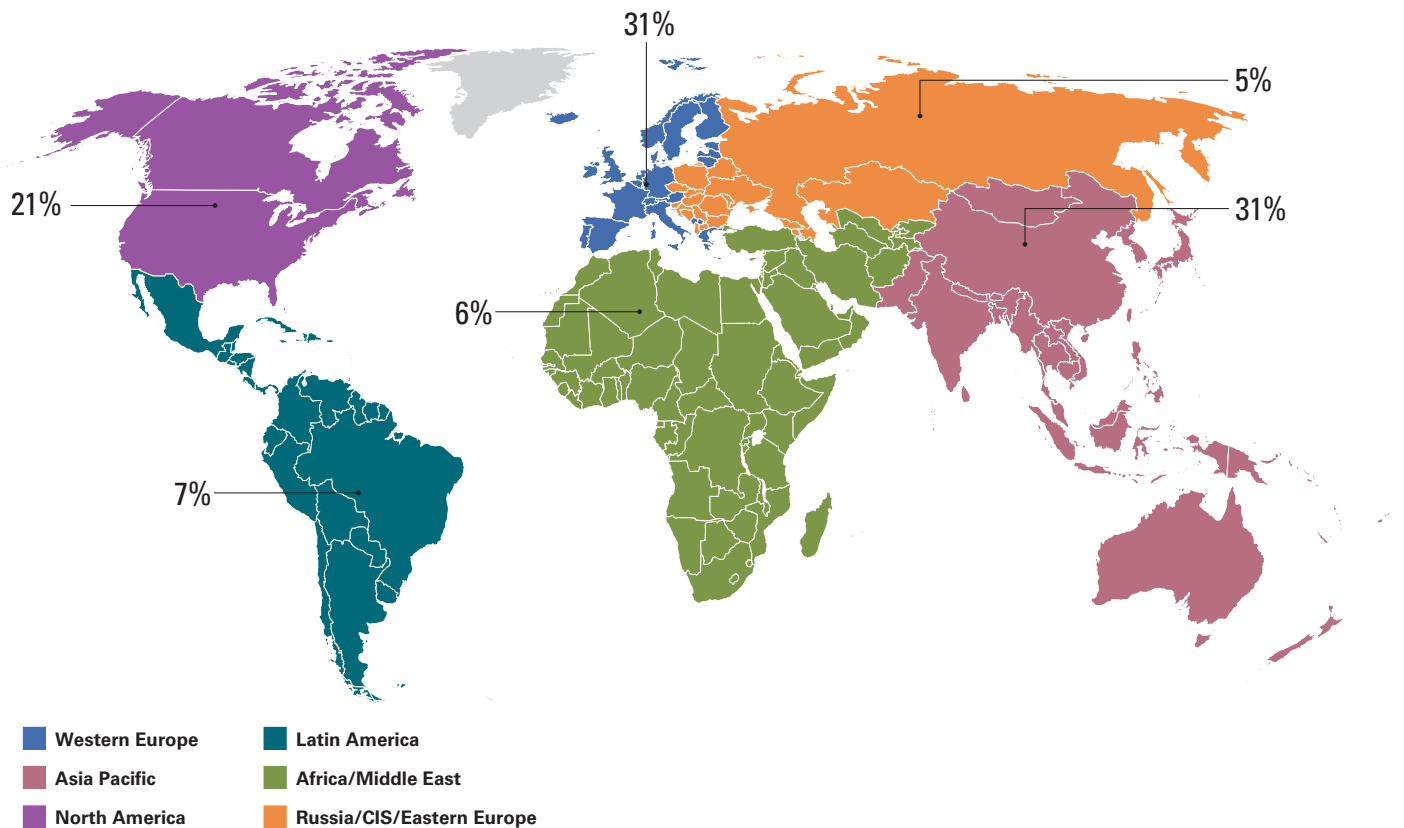 31%
5%
21%
31%
6%
7%
Western Europe
Asia Pacific
North America
Latin America
Africa/Middle East
Russia/CIS/Eastern Europe